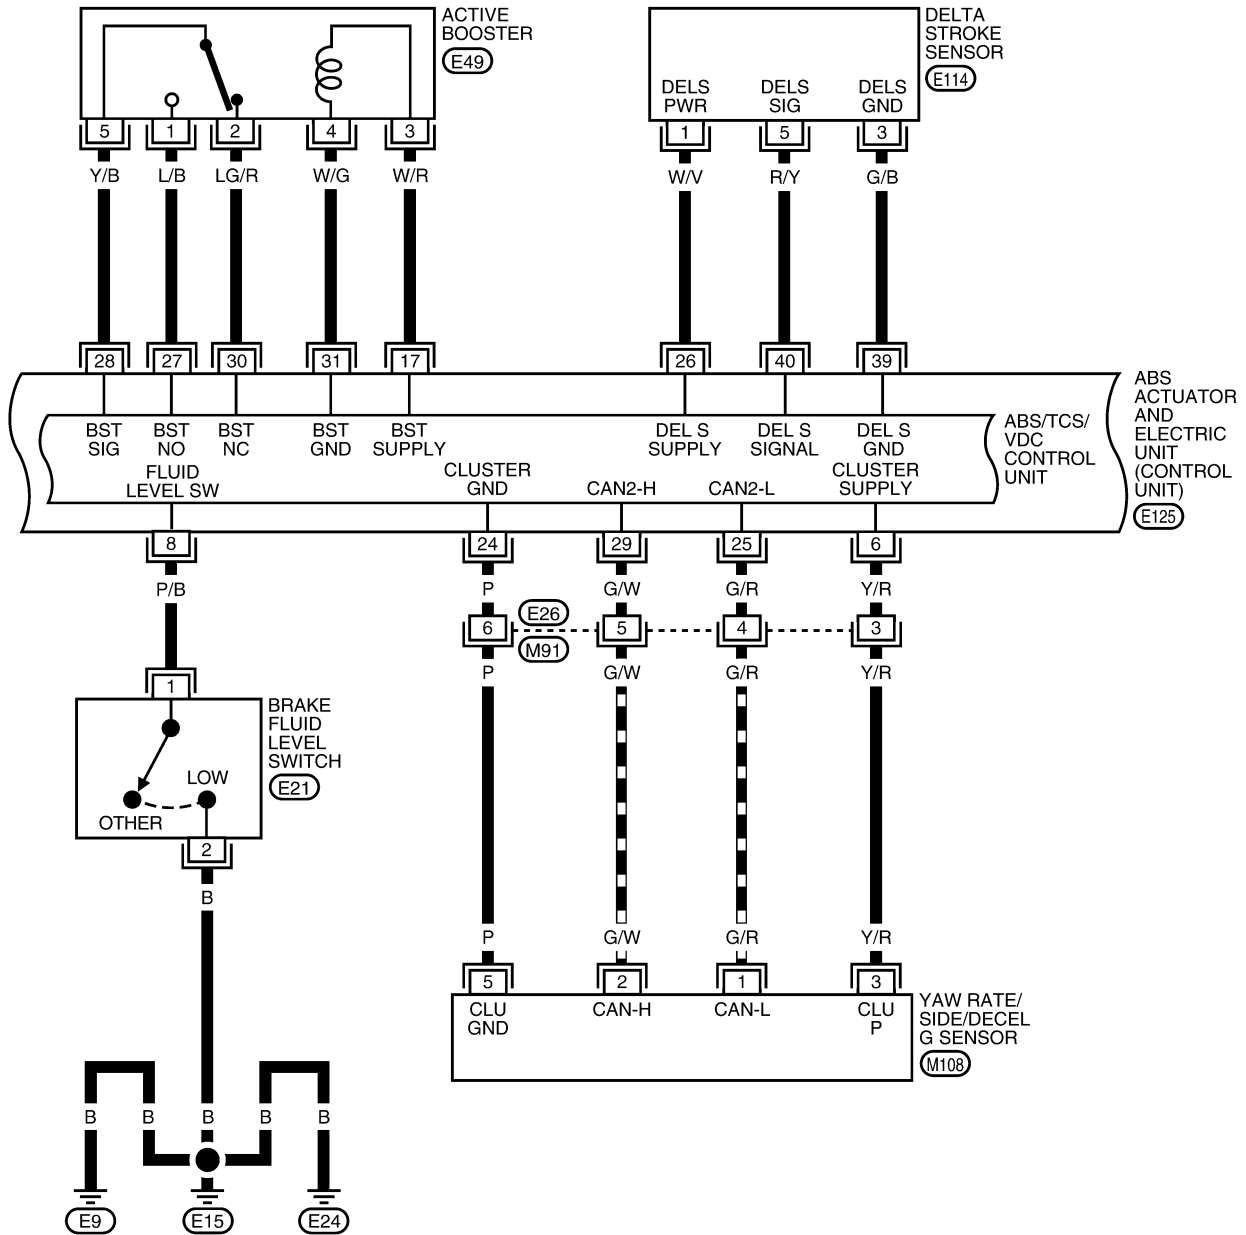 ACTIVE
BOOSTER
E49
DELTA
STROKE
SENSOR
E114
DELS
PWR
DELS
SIG
DELS
GND
5 1 2 4 3
1 5 3
Y/B L/B LG/R W/G W/R
W/V R/Y G/B
28 27 30 31 17
26 40 39
ABS
ACTUATOR
AND
ELECTRIC
UNIT
(CONTROL
UNIT)
E125
ABS/TCS/
VDC
CONTROL
UNIT
BST
SIG
BST
NO
BST
NC
BST
GND
BST
SUPPLY
DEL S
SUPPLY
DEL S
SIGNAL
DEL S
GND
FLUID
LEVEL SW
CLUSTER
GND
CAN2-H
CAN2-L
CLUSTER
SUPPLY
8 24 29 25 6
P/B
P G/W G/R Y/R
E26
6 5 4 3
M91
P G/W G/R Y/R
1
BRAKE
FLUID
LEVEL
SWITCH
E21
LOW
OTHER
2
B
P G/W G/R Y/R
5 2 1 3
CLU
GND
CAN-H
CAN-L
CLU
P
YAW RATE/
SIDE/DECEL
G SENSOR
M108
B B B B B
E9 E15 E24